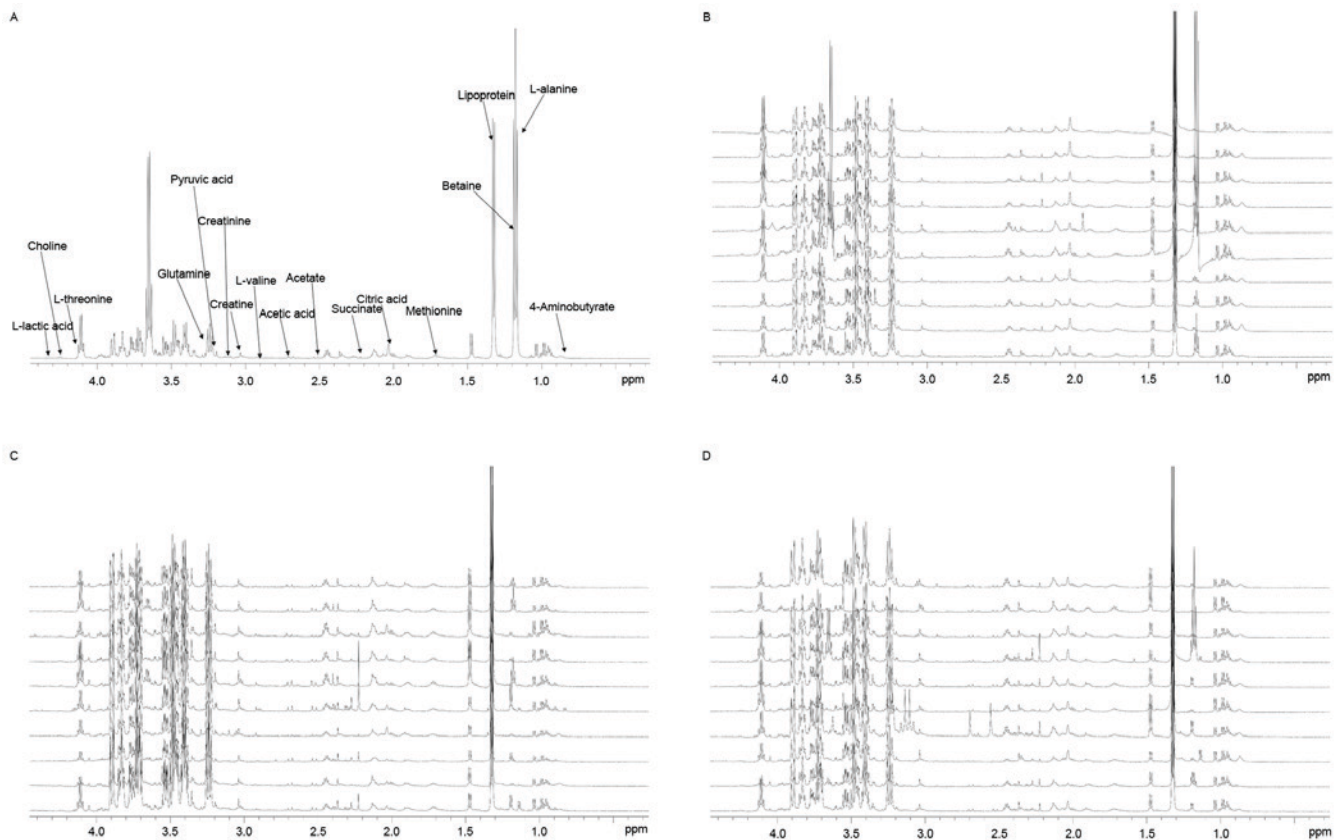 A
B
Lipoprotein
L-alanine
Pyruvic acid
Betaine
Creatinine
Choline
Glutamine
L-valine
Acetate
L-threonine
Creatine
Citric acid
L-lactic acid
Acetic acid
Succinate
Methionine
4-Aminobutyrate
4.0 3.5 3.0 2.5 2.0 1.5 1.0 ppm
4.0 3.5 3.0 2.5 2.0 1.5 1.0 ppm
C
D
4.0 3.5 3.0 2.5 2.0 1.5 1.0 ppm
4.0 3.5 3.0 2.5 2.0 1.5 1.0 ppm